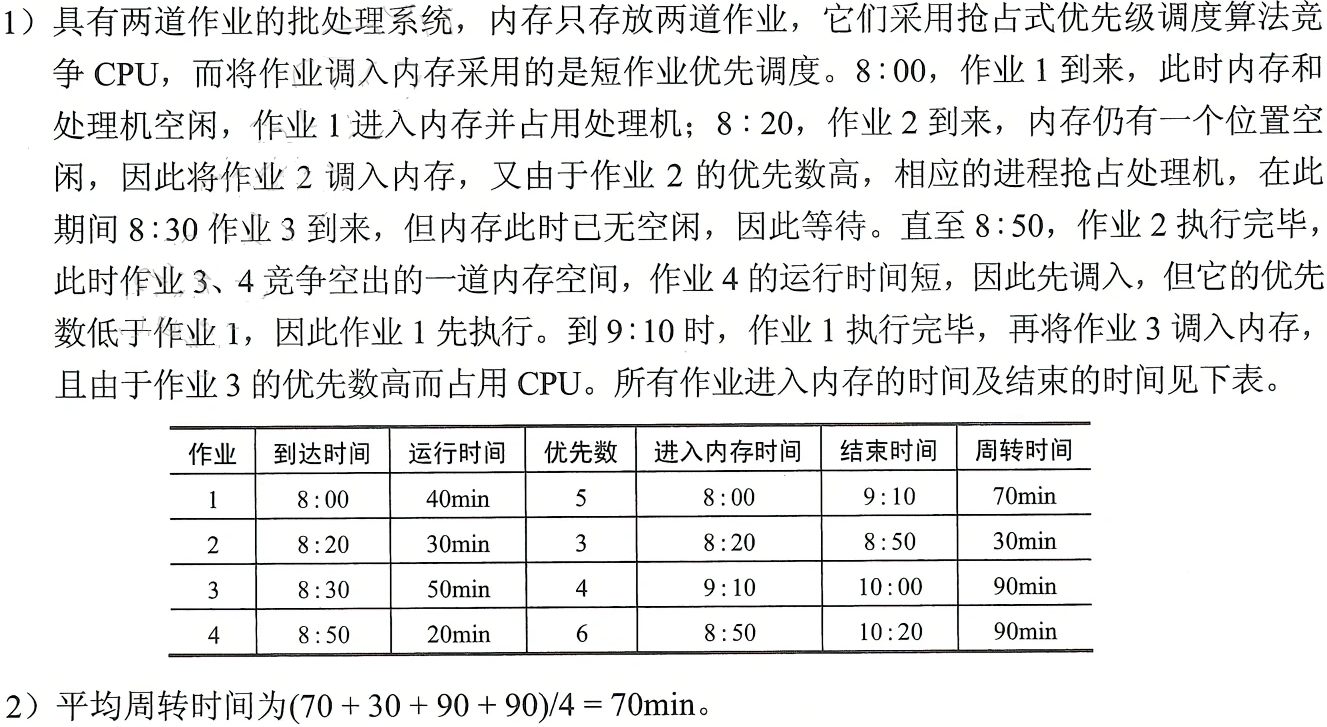 1）具有两道作业的批处理系统，内存只存放两道作业，它们采用抢占式优先级调度算法竞
争 CPU，而将作业调入内存采用的是短作业优先调度。8:00，作业 1 到来，此时内存和
处理机空闲，作业 1 进入内存并占用处理机；8:20，作业 2 到来，内存仍有一个位置空
闲，因此将作业 2 调入内存，又由于作业 2 的优先数高，相应的进程抢占处理机，在此
期间 8:30 作业 3 到来，但内存此时已无空闲，因此等待。直至 8:50，作业 2 执行完毕，
此时作业 3、4 竞争空出的一道内存空间，作业 4 的运行时间短，因此先调入，但它的优先
数低于作业 1，因此作业 1 先执行。到 9:10 时，作业 1 执行完毕，再将作业 3 调入内存，
且由于作业 3 的优先数高而占用 CPU。所有作业进入内存的时间及结束的时间见下表。
作业 到达时间 运行时间 优先数 进入内存时间 结束时间 周转时间
1 8:00 40min 5 8:00 9:10 70min
2 8:20 30min 3 8:20 8:50 30min
3 8:30 50min 4 9:10 10:00 90min
4 8:50 20min 6 8:50 10:20 90min
2）平均周转时间为(70 + 30 + 90 + 90)/4 = 70min。